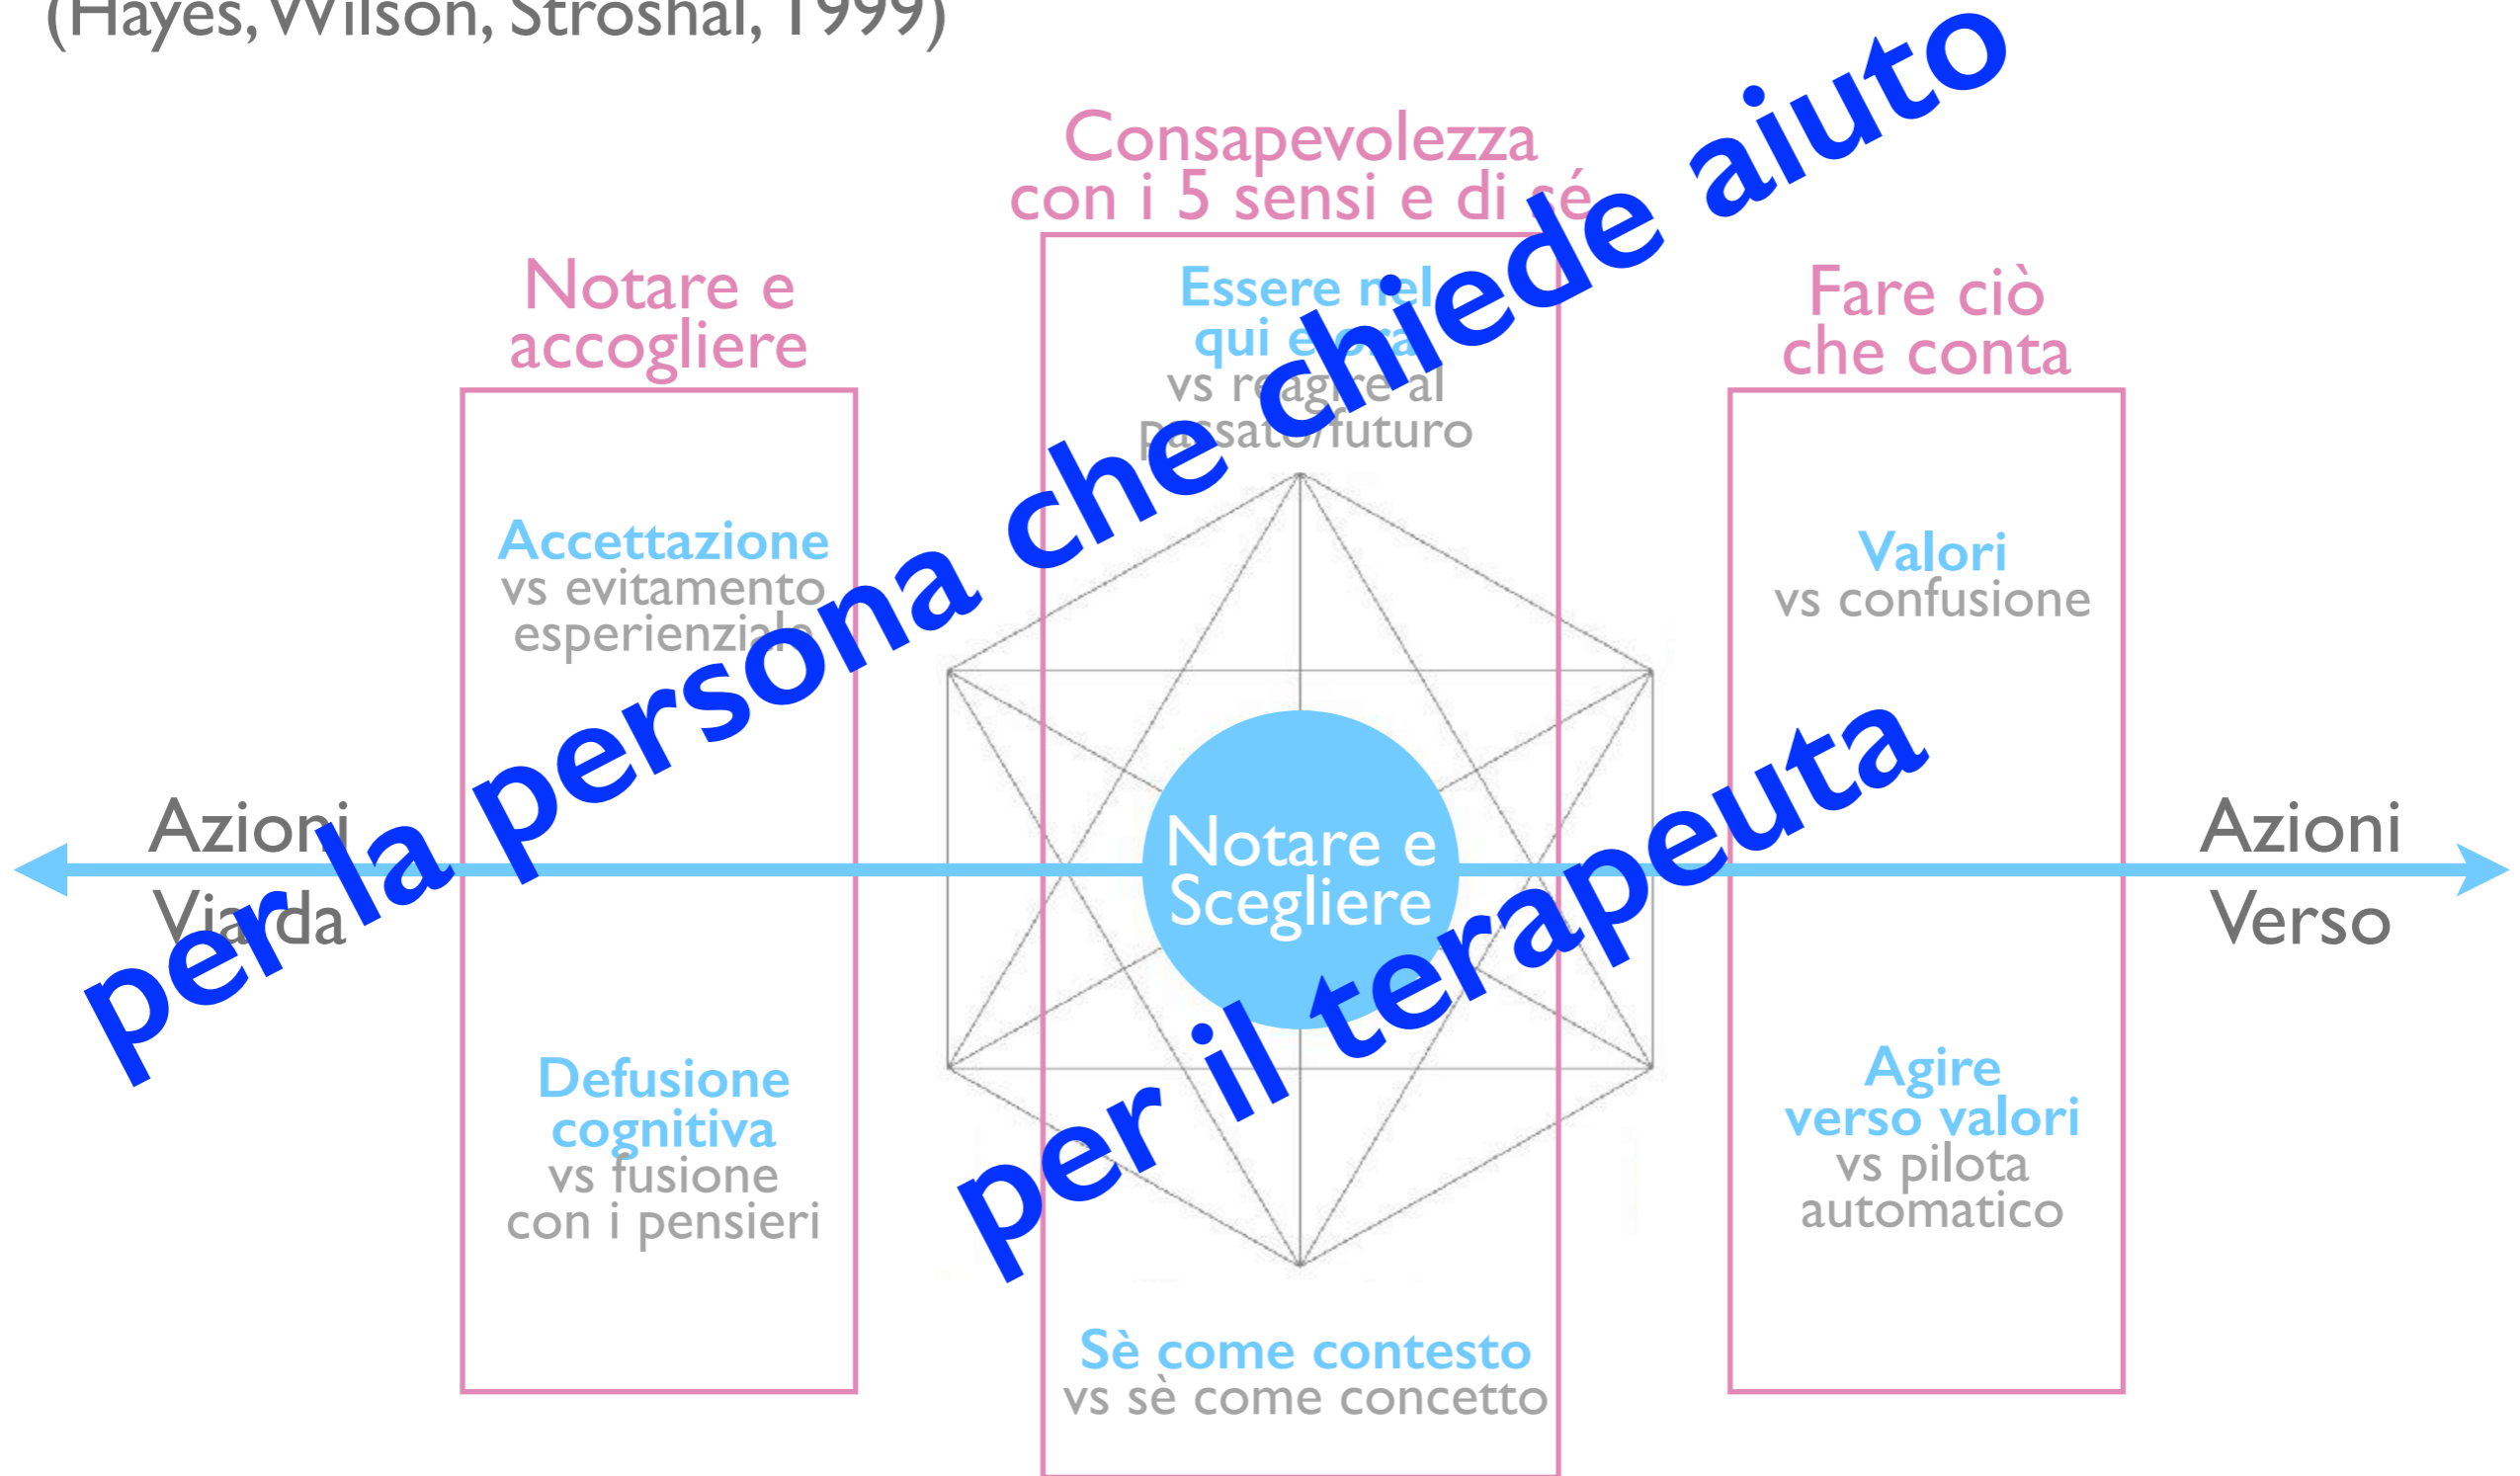 (Hayes, Wilson, Stroshal, 1999)
Consapevolezza
con i 5 sensi e di sé
Notare e
accogliere
Fare ciò
che conta
Essere nel
qui e ora
vs reagire al
passato/futuro
Accettazione
vs evitamento
esperienziale
Valori
vs confusione
Azioni
Via da
Notare e
Scegliere
Azioni
Verso
Defusione
cognitiva
vs fusione
con i pensieri
Agire
verso valori
vs pilota
automatico
Sè come contesto
vs sè come concetto
per la persona che chiede aiuto
per il terapeuta